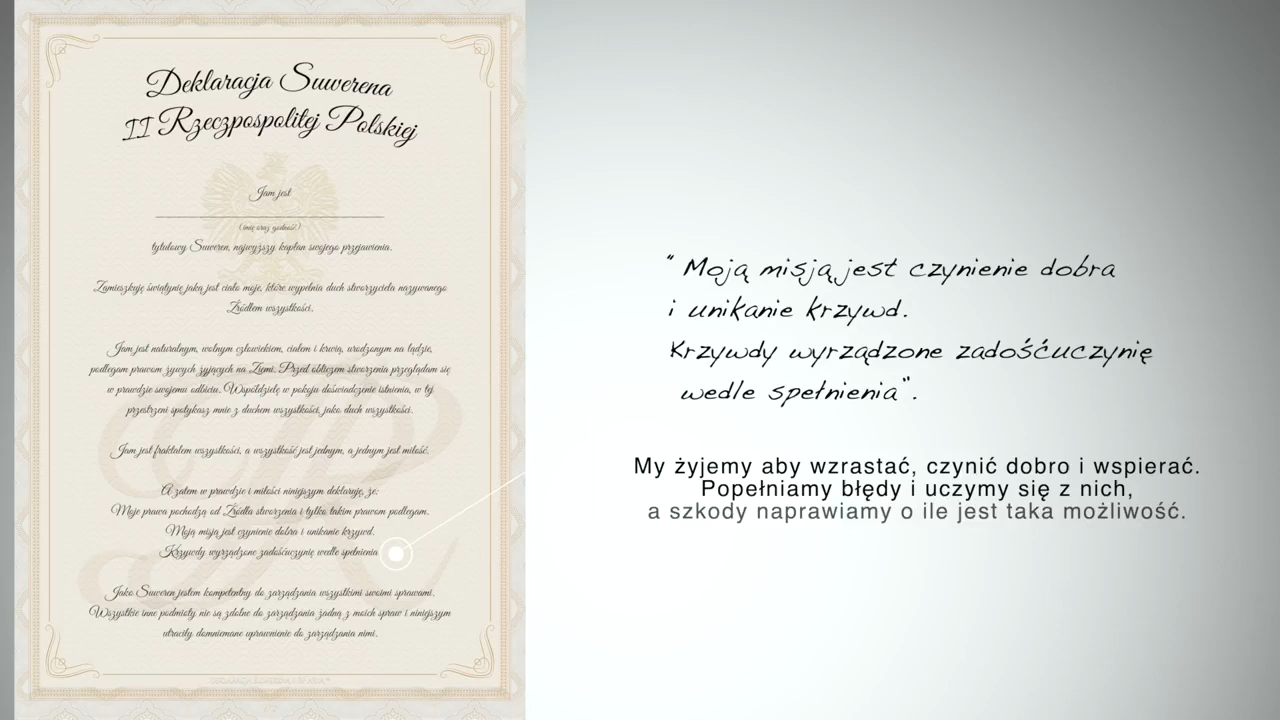 Deklaracja Suwerena
II Rzeczpospolitej Polskiej
Jam jest
(imię oraz godność)
tytułowy Suweren, najwyższy kapłan swojego przejawienia.
Zamieszkuję świątynię jaką jest ciało moje, które wypełnia duch stworzyciela nazywanego
Źródłem wszystkości.
Jam jest naturalnym, wolnym człowiekiem, ciałem i krwią, urodzonym na lądzie,
podlegam prawom żywych żyjących na Ziemi. Przed obliczem stworzenia przeglądam się
w prawdzie swojemu odbiciu. Współdzielę w pokoju doświadczenie istnienia, w tej
przestrzeni spotykasz mnie z duchem wszystkości, jako duch wszystkości.
Jam jest fraktalem wszystkości, a wszystkość jest jednym, a jednym jest miłość.
A zatem w prawdzie i miłości niniejszym deklaruję, że:
Moje prawa pochodzą od Źródła stworzenia i tylko takim prawom podlegam.
Moją misją jest czynienie dobra i unikanie krzywd.
Krzywdy wyrządzone zadośćuczynię wedle spełnienia
Jako Suweren jestem kompetentny do zarządzania wszystkimi swoimi sprawami.
Wszystkie inne podmioty nie są zdolne do zarządzania żadną z moich spraw i niniejszym
utraciły domniemane uprawnienie do zarządzania nimi.
" Moją misją jest czynienie dobra
i unikanie krzywd.
Krzywdy wyrządzone zadośćuczynię
wedle spełnienia".
My żyjemy aby wzrastać, czynić dobro i wspierać.
Popełniamy błędy i uczymy się z nich,
a szkody naprawiamy o ile jest taka możliwość.